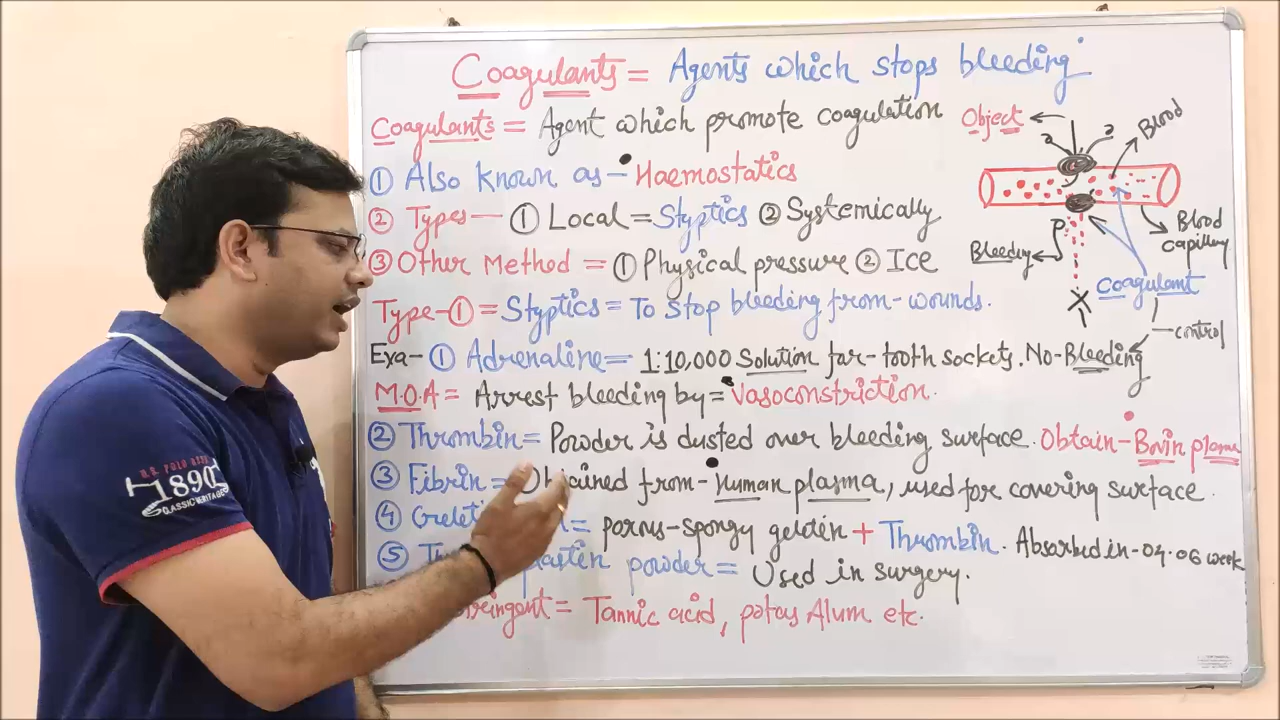 Coagulants = Agents which stops bleeding
Coagulants = Agent which promote coagulation
① Also known as - Haemostatics
② Types — ① Local = Styptics ② Systemically
③ Other Method = ① Physical pressure ② Ice
Type-① = Styptics = To stop bleeding from-wounds.
Exa- ① Adrenaline = 1:10,000 Solution for-tooth sockets.
M.O.A = Arrest bleeding by = Vasoconstriction.
② Thrombin = Powder is dusted over bleeding surface. Obtain-Bovin plasma
③ Fibrin = Obtained from-human plasma, used for covering surface.
④ = porus-spongy geletin + Thrombin. Absorbed in-04-06 week
⑤ powder = Used in surgery.
= Tannic acid, potas Alum etc.
Object
Blood
Blood capillary
Bleeding
Coagulant
control
No-Bleeding
1890
CLASSIC HERITAGE